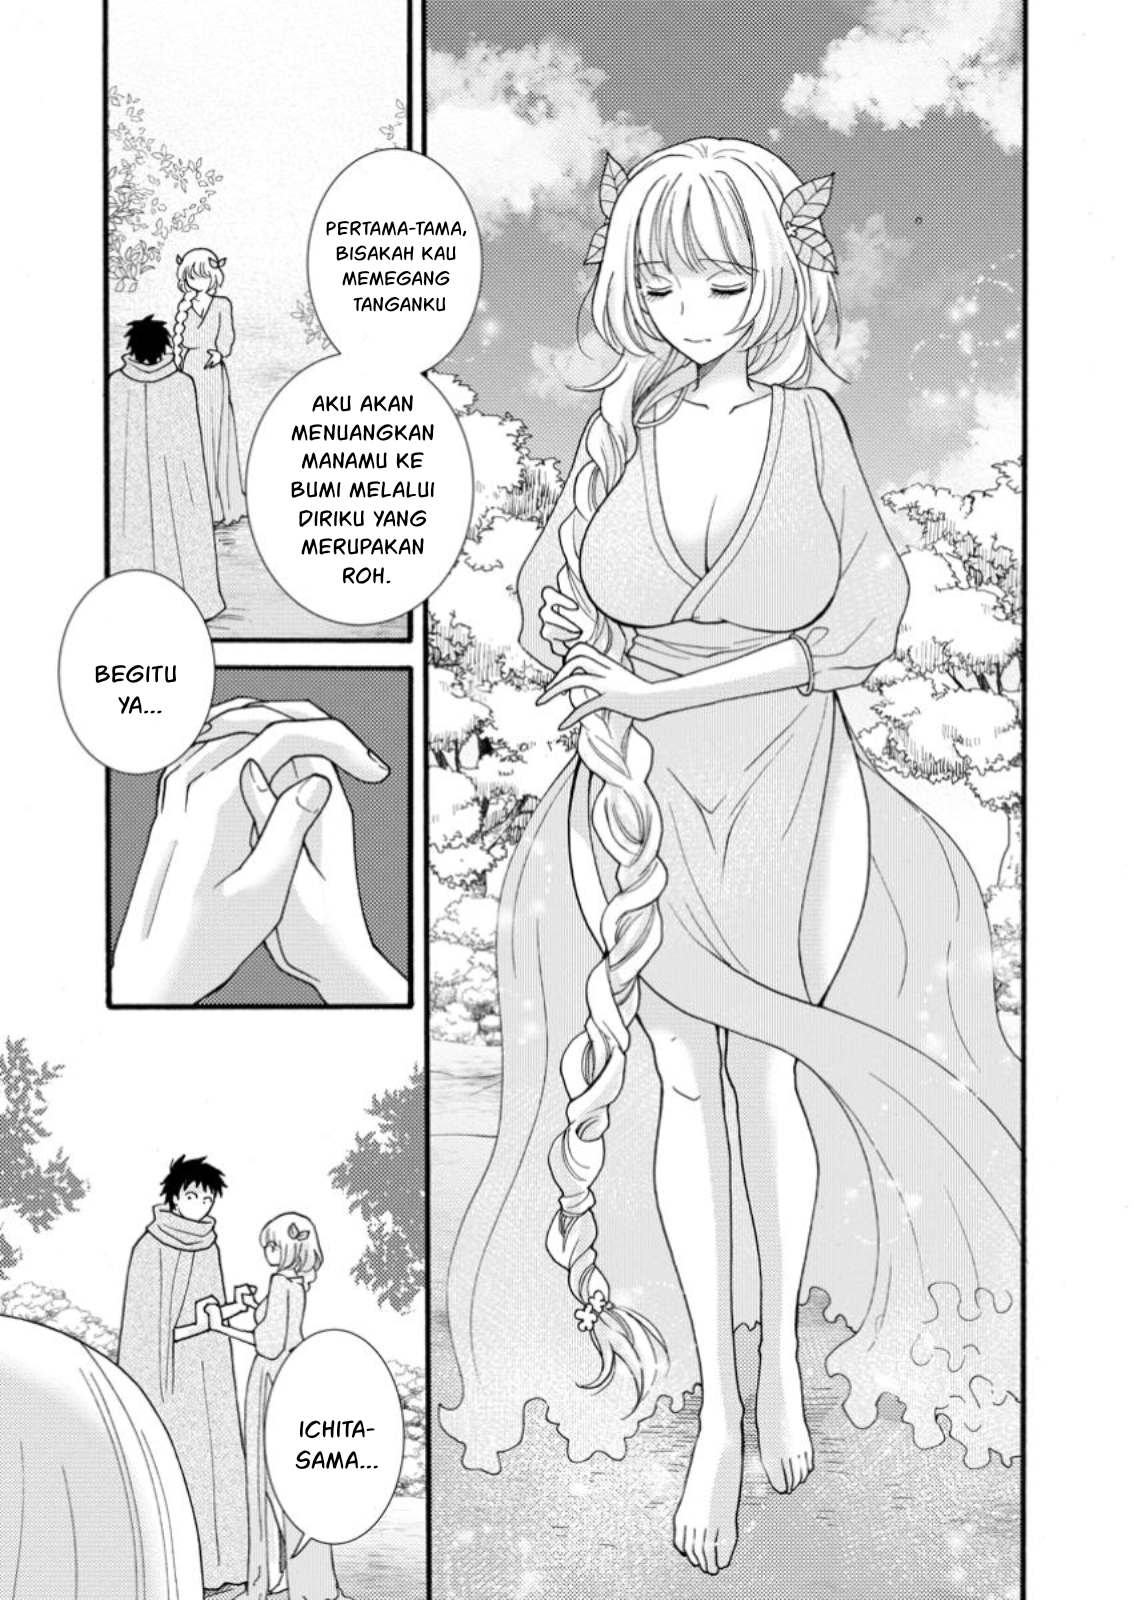 PERTAMA-TAMA,
BISAKAH KAU
MEMEGANG
TANGANKU
AKU AKAN
MENUANGKAN
MANAMU KE
BUMI MELALUI
DIRIKU YANG
MERUPAKAN
ROH.
BEGITU
YA...
ICHITA-
SAMA...